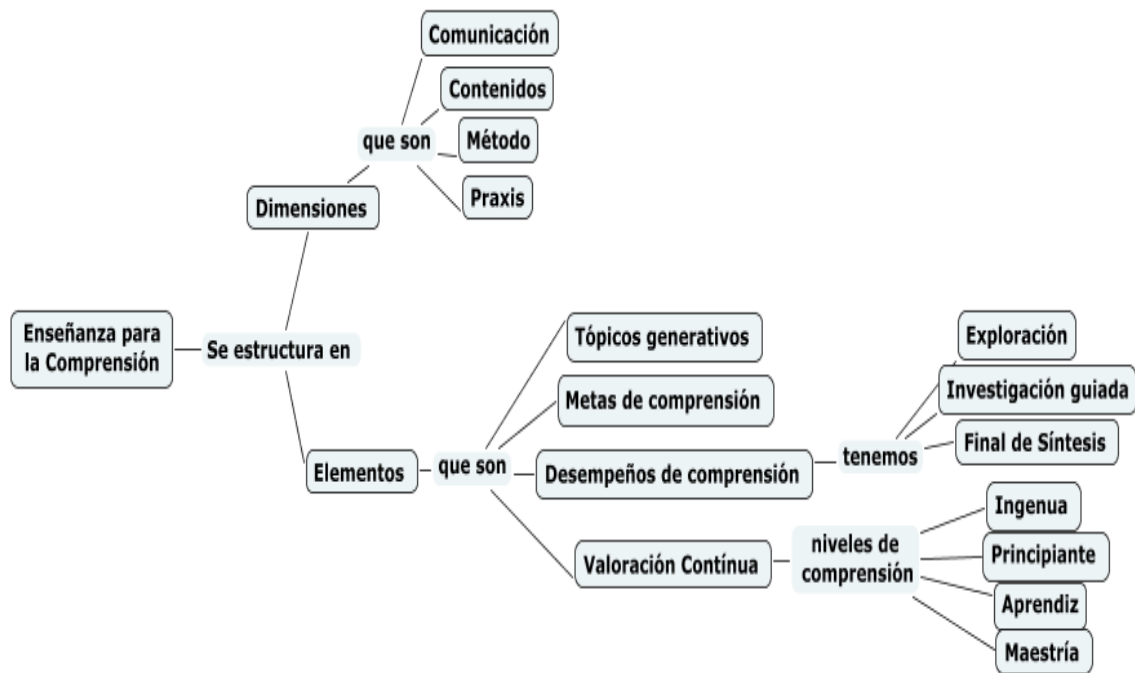 Comunicación
Contenidos
que son
Método
Praxis
Dimensiones
Enseñanza para
la Comprensión
Se estructura en
Tópicos generativos
Exploración
Metas de comprensión
Investigación guiada
Final de Síntesis
Elementos
que son
Desempeños de comprensión
tenemos
Ingenua
Valoración Contínua
niveles de
comprensión
Principiante
Aprendiz
Maestría